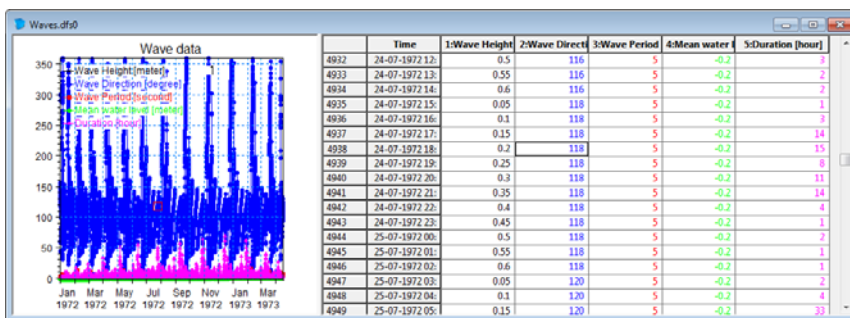 Waves.dfs0
Wave data
350
300
250
200
150
100
50
0
Wave Height [meter]
Wave Direction [degree]
Wave Period [second]
Mean water level [meter]
Duration [hour]
Jan Mar May Jul Sep Nov Jan Mar
1972 1972 1972 1972 1972 1972 1973 1973
Time 1:Wave Height 2:Wave Directi 3:Wave Period 4:Mean water l 5:Duration [hour]
4932 24-07-1972 12: 0.5 116 5 -0.2 3
4933 24-07-1972 13: 0.55 116 5 -0.2 2
4934 24-07-1972 14: 0.6 116 5 -0.2 2
4935 24-07-1972 15: 0.05 118 5 -0.2 1
4936 24-07-1972 16: 0.1 118 5 -0.2 3
4937 24-07-1972 17: 0.15 118 5 -0.2 14
4938 24-07-1972 18: 0.2 118 5 -0.2 15
4939 24-07-1972 19: 0.25 118 5 -0.2 8
4940 24-07-1972 20: 0.3 118 5 -0.2 11
4941 24-07-1972 21: 0.35 118 5 -0.2 14
4942 24-07-1972 22: 0.4 118 5 -0.2 4
4943 24-07-1972 23: 0.45 118 5 -0.2 1
4944 25-07-1972 00: 0.5 118 5 -0.2 2
4945 25-07-1972 01: 0.55 118 5 -0.2 1
4946 25-07-1972 02: 0.6 118 5 -0.2 1
4947 25-07-1972 03: 0.05 120 5 -0.2 2
4948 25-07-1972 04: 0.1 120 5 -0.2 4
4949 25-07-1972 05: 0.15 120 5 -0.2 33